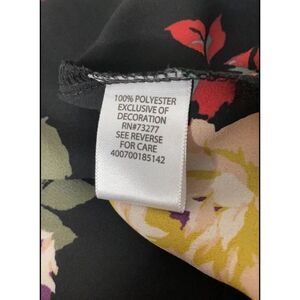 100% POLYESTER
EXCLUSIVE OF
DECORATION
RN#73277
SEE REVERSE
FOR CARE
400700185142